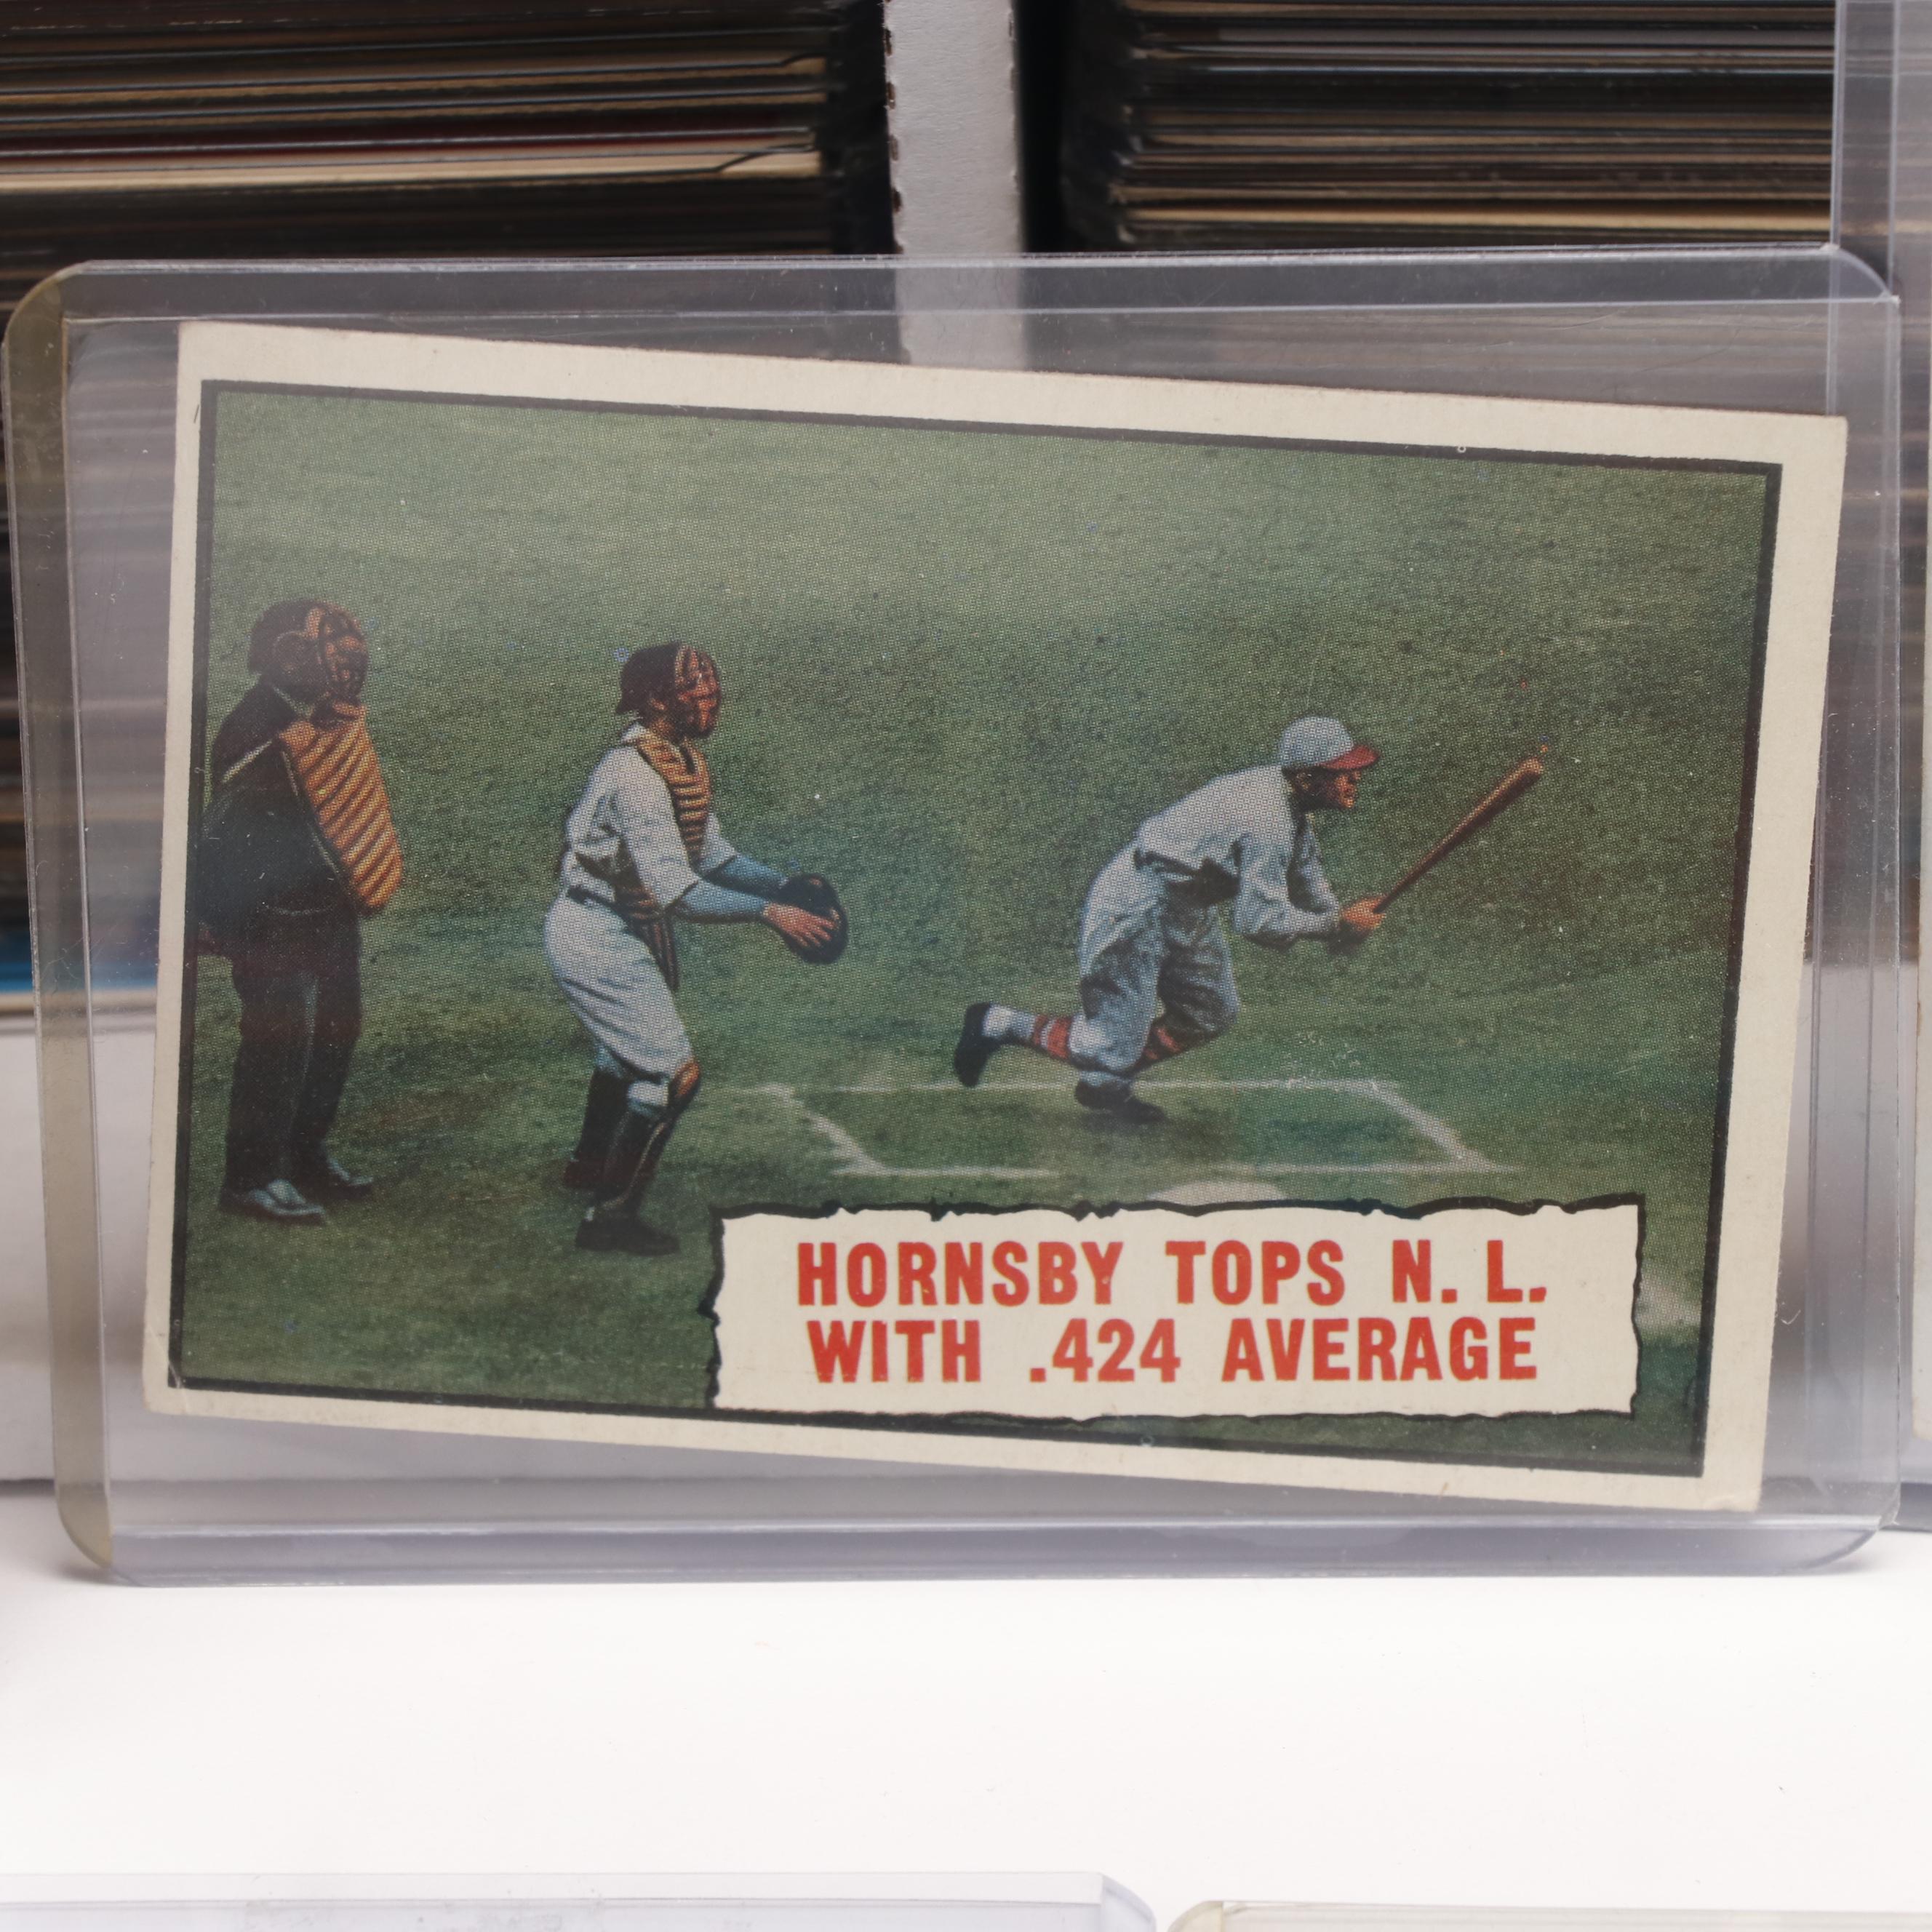 HORNSBY TOPS N. L.
WITH .424 AVERAGE